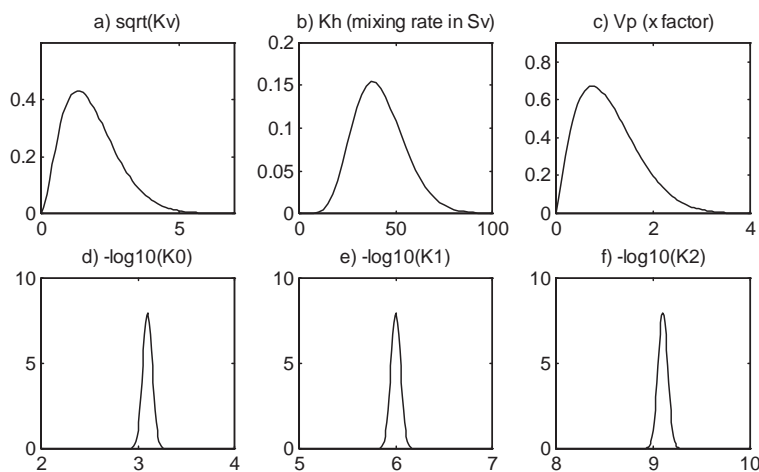 a) sqrt(Kv)
b) Kh (mixing rate in Sv)
c) Vp (x factor)
0.4
0.2
0
0 5
0.2
0.15
0.1
0.05
0
0 50 100
0.8
0.6
0.4
0.2
0
0 2 4
d) -log10(K0)
e) -log10(K1)
f) -log10(K2)
10
5
0
2 3 4
10
5
0
5 6 7
10
5
0
8 9 10